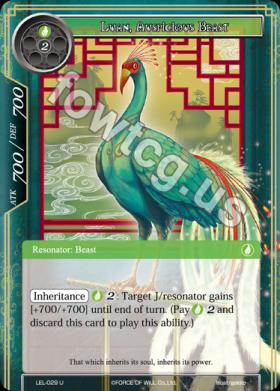 Luan, Auspicious Beast
2
ATK 700 / DEF 700
fowtcg.us
Resonator: Beast
Inheritance 2 : Target J/resonator gains
[+700/+700] until end of turn. (Pay 2 and
discard this card to play this ability.)
That which inherits its soul, inherits its power.
LEL-029 U
©FORCE OF WILL Co.,Ltd.